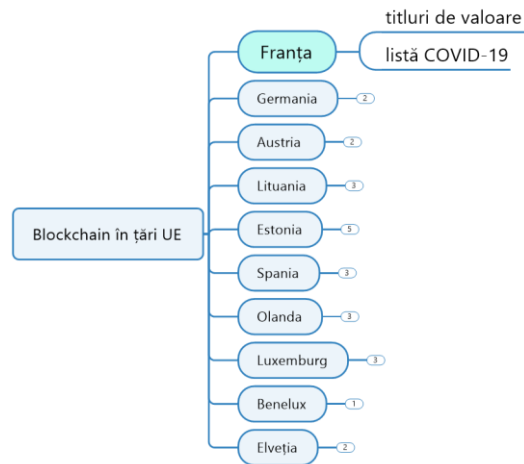 titluri de valoare
Franța
listă COVID-19
Germania 2
Austria 2
Lituania 3
Blockchain în țări UE
Estonia 5
Spania 3
Olanda 3
Luxemburg 3
Benelux 1
Elveția 2